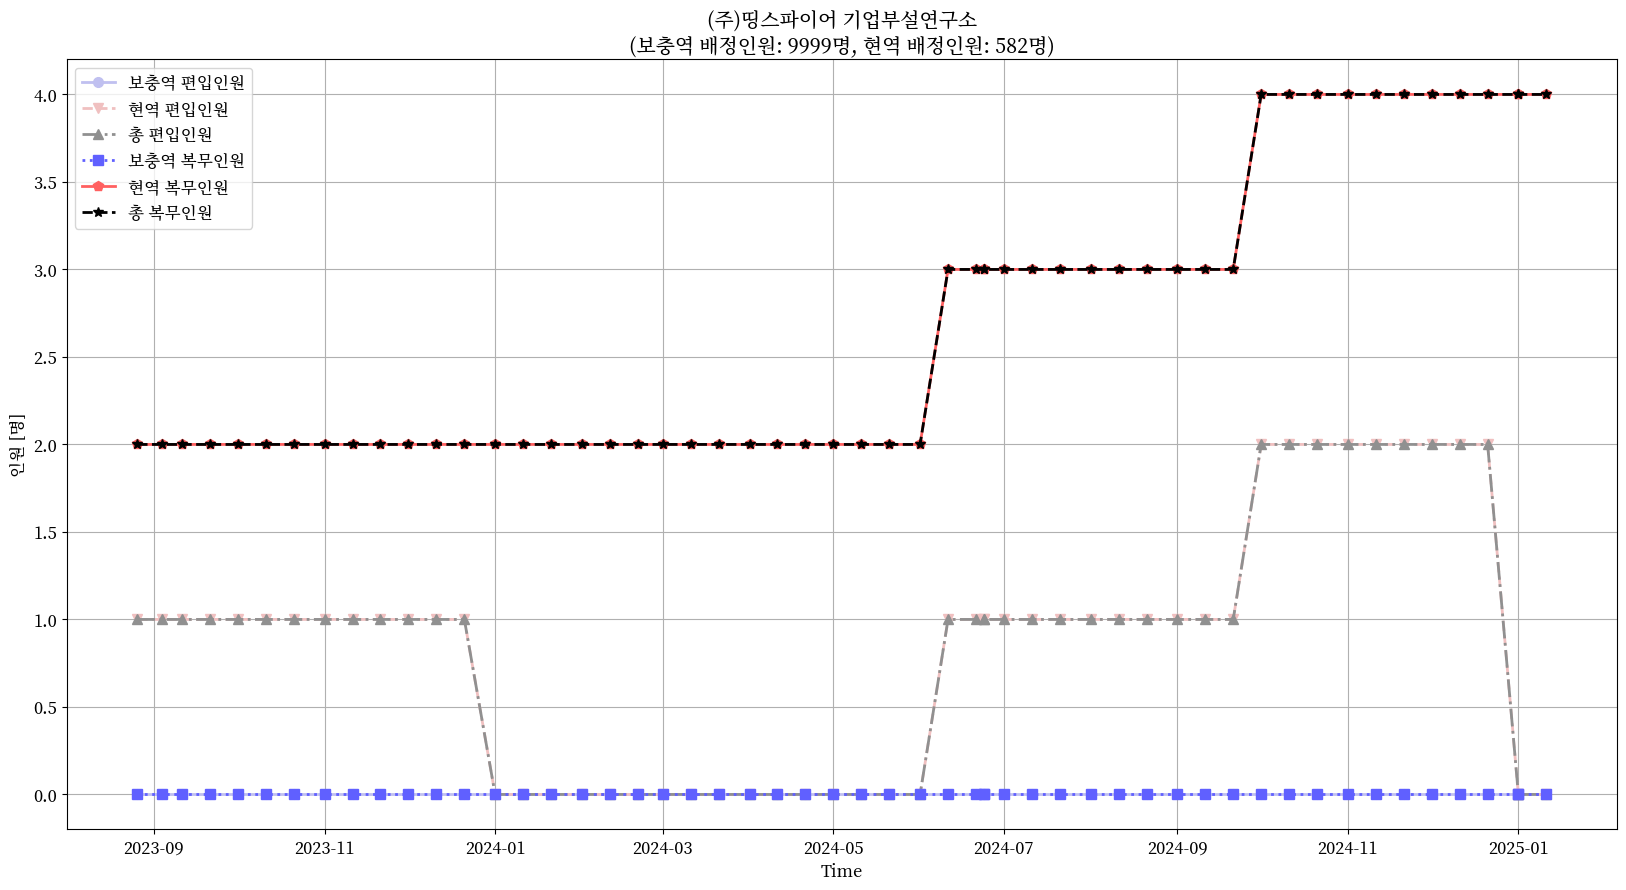 (주)띵스파이어 기업부설연구소
(보충역 배정인원: 9999명, 현역 배정인원: 582명)
보충역 편입인원
현역 편입인원
총 편입인원
보충역 복무인원
현역 복무인원
총 복무인원
4.0
3.5
3.0
2.5
2.0
1.5
1.0
0.5
0.0
인원 [명]
2023-09 2023-11 2024-01 2024-03 2024-05 2024-07 2024-09 2024-11 2025-01
Time